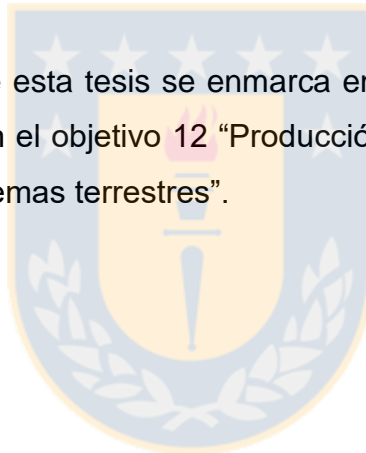 e esta tesis se enmarca en
n el objetivo 12 “Producció
emas terrestres”.